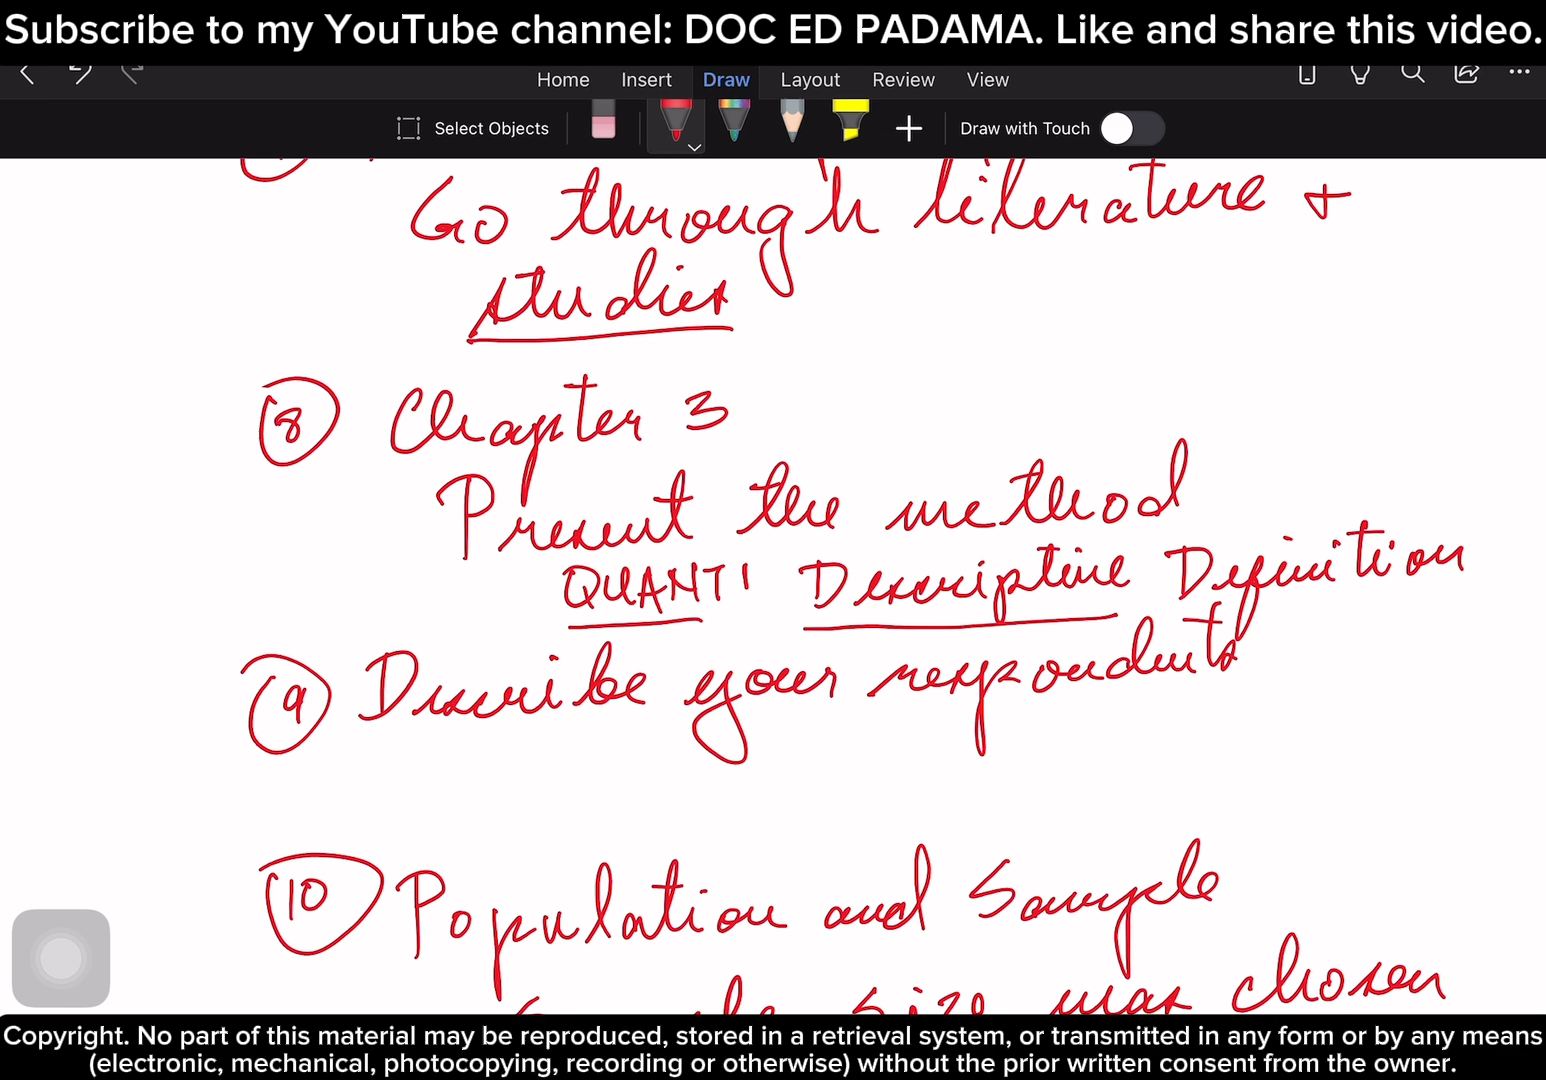 Subscribe to my YouTube channel: DOC ED PADAMA. Like and share this video.
Home Insert Draw Layout Review View
Select Objects Draw with Touch
Go through literature +
studies
8 Chapter 3
Present the method
QUANTI Descriptive Definition
9 Describe your respondents
10 Population and Sample
size was chosen
Copyright. No part of this material may be reproduced, stored in a retrieval system, or transmitted in any form or by any means
(electronic, mechanical, photocopying, recording or otherwise) without the prior written consent from the owner.